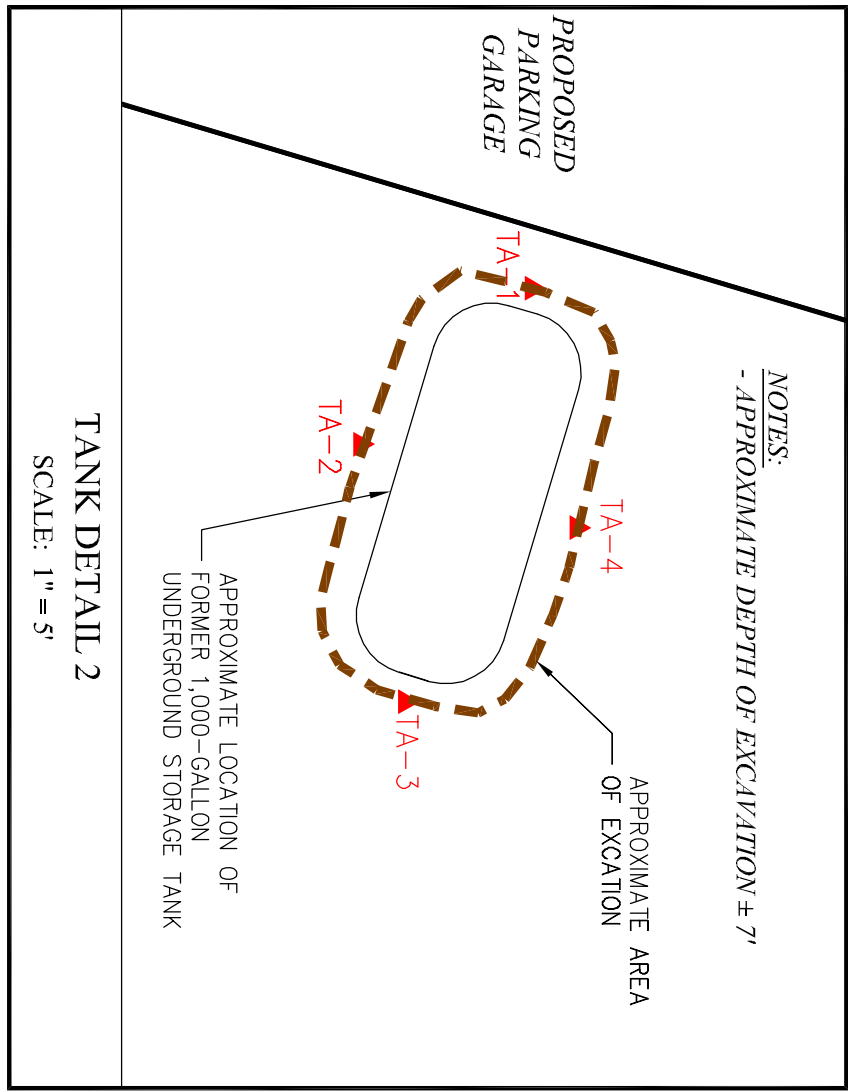 PROPOSED
PARKING
GARAGE
NOTES:
- APPROXIMATE DEPTH OF EXCAVATION ± 7'
TA-1
TA-4
TA-2
TA-3
APPROXIMATE AREA
OF EXCATION
APPROXIMATE LOCATION OF
FORMER 1,000-GALLON
UNDERGROUND STORAGE TANK
TANK DETAIL 2
SCALE: 1" = 5'